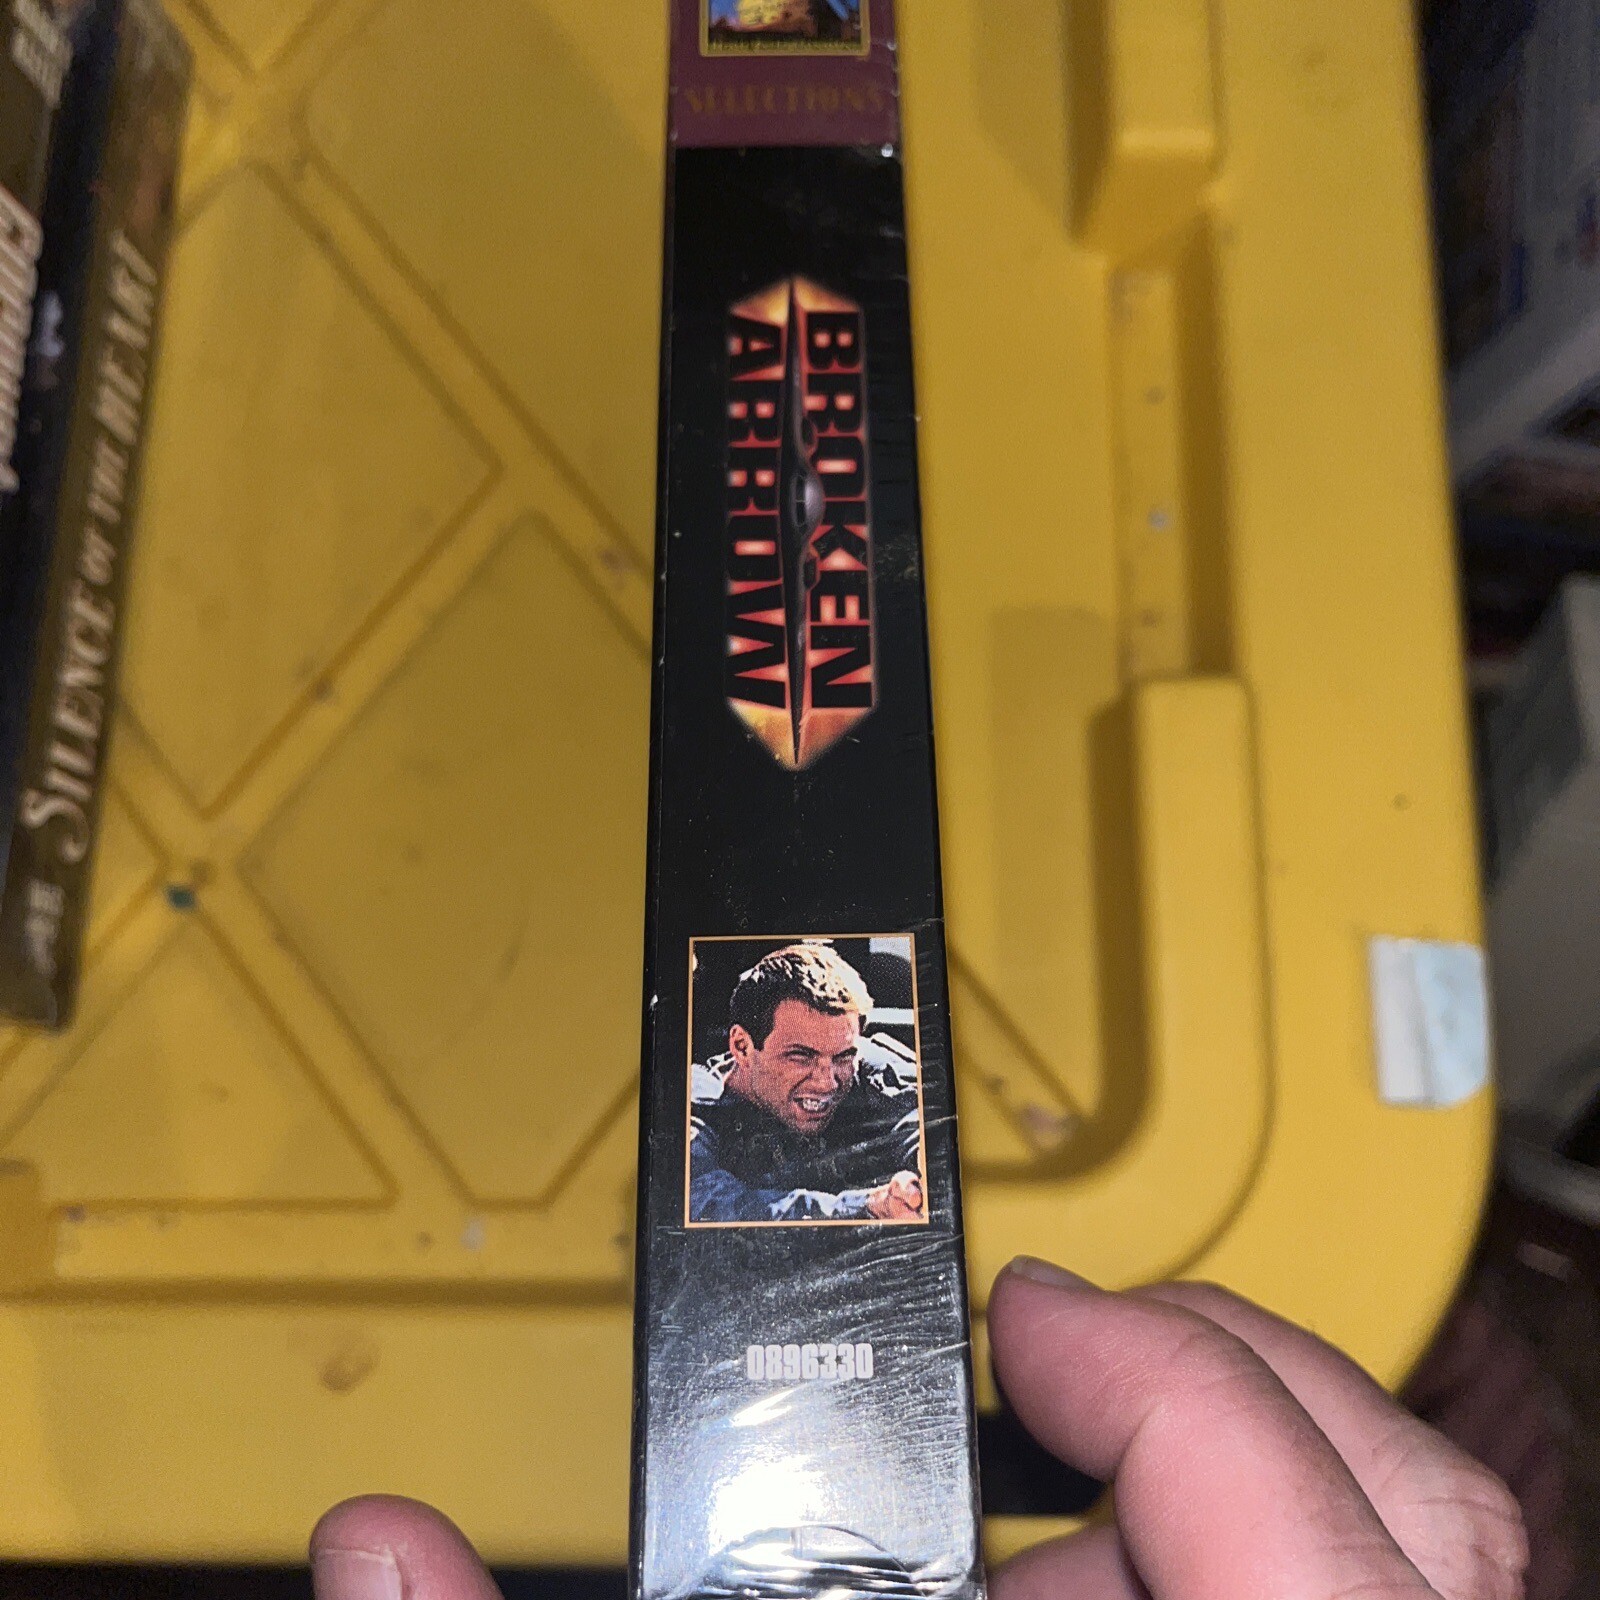 SELECTIONS
BROKEN
ARROW
0896330
SILENCE OF THE HEART